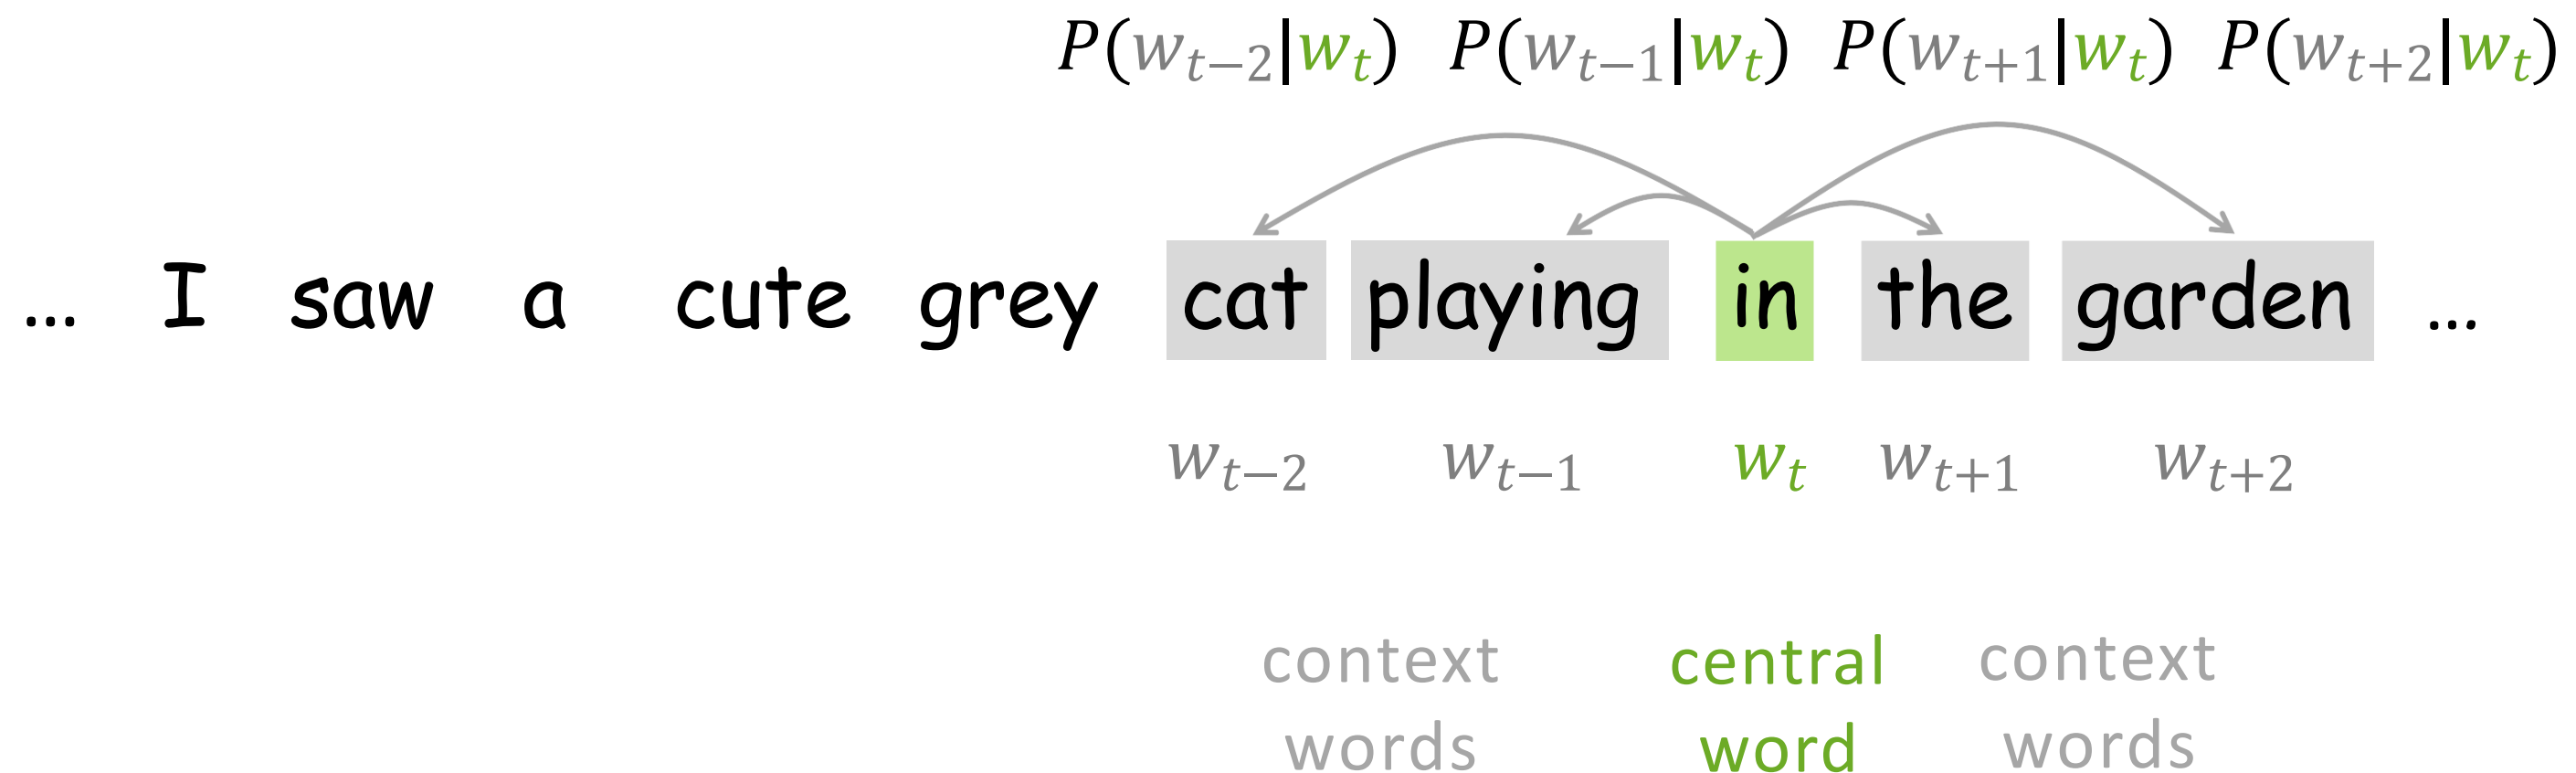 P(w_{t−2}|w_t) P(w_{t−1}|w_t) P(w_{t+1}|w_t) P(w_{t+2}|w_t)
... I saw a cute grey cat playing in the garden ...
w_{t−2} w_{t−1} w_t w_{t+1} w_{t+2}
context central context
words word words